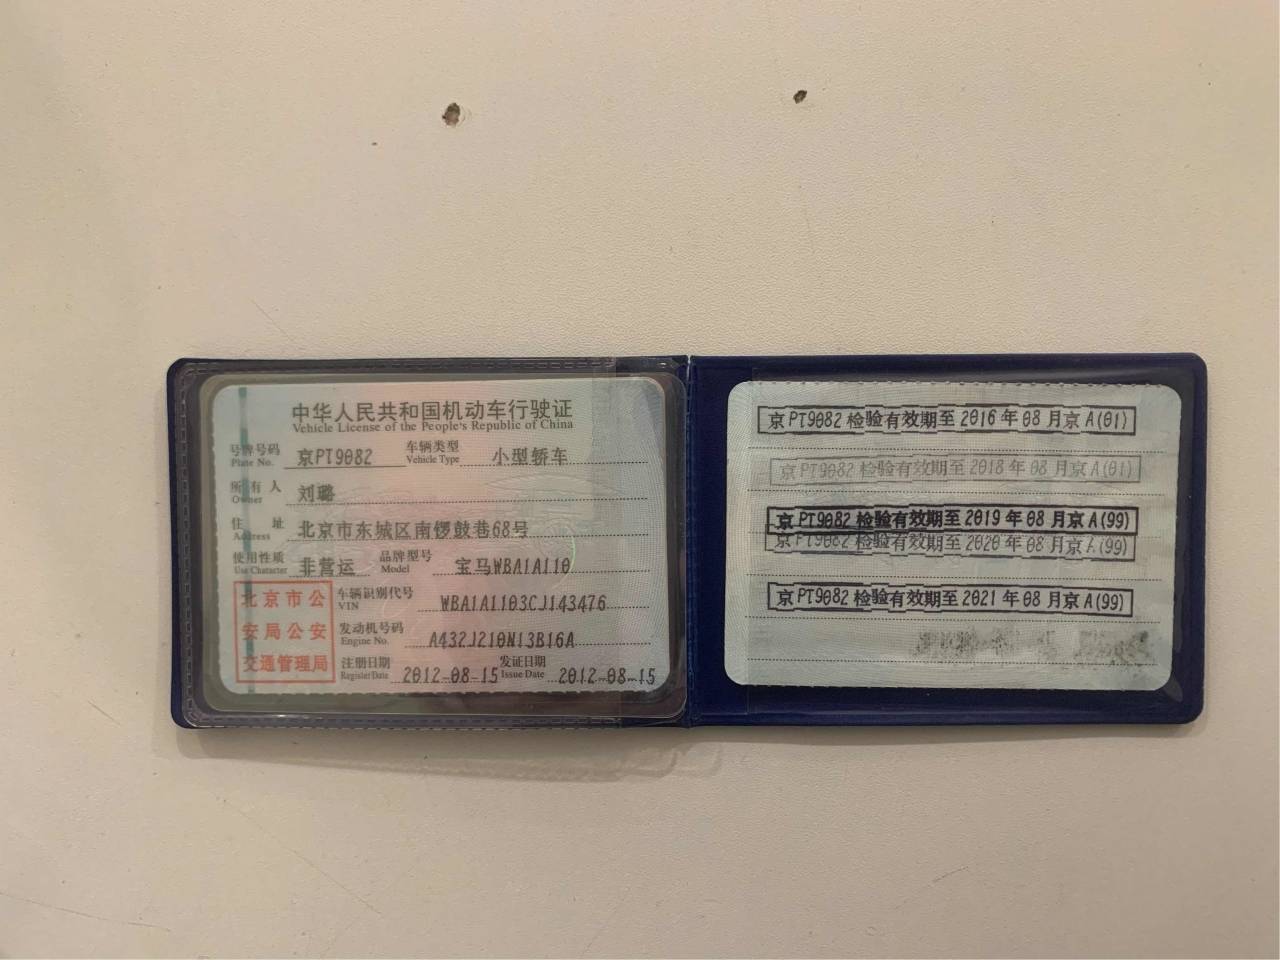 中华人民共和国机动车行驶证
Vehicle License of the People's Republic of China
号牌号码 京PT9082 车辆类型 小型轿车
Plate No. Vehicle Type
所有人 刘璐
Owner
住址 北京市东城区南锣鼓巷68号
Address
使用性质 非营运 品牌型号 宝马WBA1A110
Use Character Model
北京市公
安局公安
交通管理局
车辆识别代号 WBA1A1103CJ143476
VIN
发动机号码 A432J210N13B16A
Engine No.
注册日期 2012-08-15 发证日期 2012-08-15
Register Date Issue Date
京PT9082检验有效期至2016年08月京A(01)
京PT9082检验有效期至2018年08月京A(01)
京PT9082检验有效期至2019年08月京A(99)
京PT9082检验有效期至2020年08月京A(99)
京PT9082检验有效期至2021年08月京A(99)